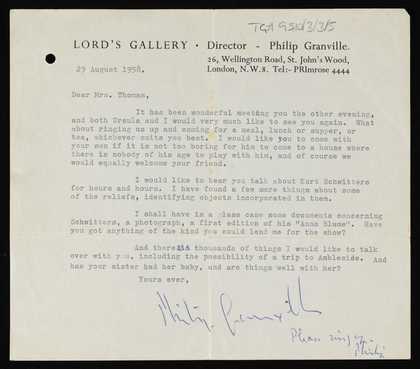 TGA 9510/3/3/5
LORD'S GALLERY · Director - Philip Granville.
26, Wellington Road, St. John's Wood,
29 August 1958. London, N.W.8. Tel:- PRImrose 4444
Dear Mrs. Thomas,
It has been wonderful meeting you the other evening,
and both Ursula and I would very much like to see you again. What
about ringing us up and coming for a meal, lunch or supper, or
tea, whichever suits you best. I would like you to come with
your son if it is not too boring for him to come to a house where
there is nobody of his age to play with him, and of course we
would equally welcome your friend.
I would like to hear you talk about Kurt Schwitters
for hours and hours. I have found a few more things about some
of the reliefs, identifying objects incorporated in them.
I shall have in a glass case some documents concerning
Schwitters, a photograph, a first edition of his "Anna Blume". Have
you got anything of the kind you could lend me for the show?
And there are thousands of things I would like to talk
over with you, including the possibility of a trip to Ambleside. And
has your sister had her baby, and are things well with her?
Yours ever,
Philip Granville
Please ring up.
Philip